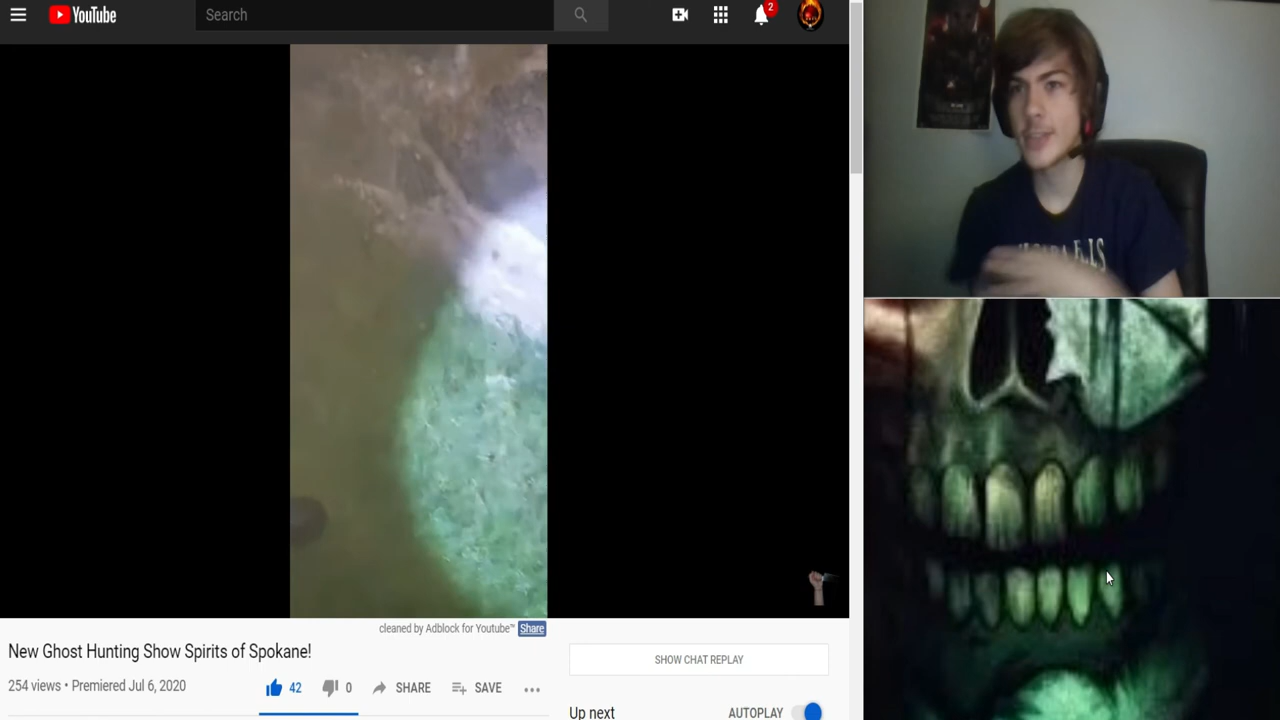 YouTube
Search
2
cleaned by Adblock for Youtube™ Share
New Ghost Hunting Show Spirits of Spokane!
254 views • Premiered Jul 6, 2020
42
0
SHARE
SAVE
SHOW CHAT REPLAY
Up next
AUTOPLAY